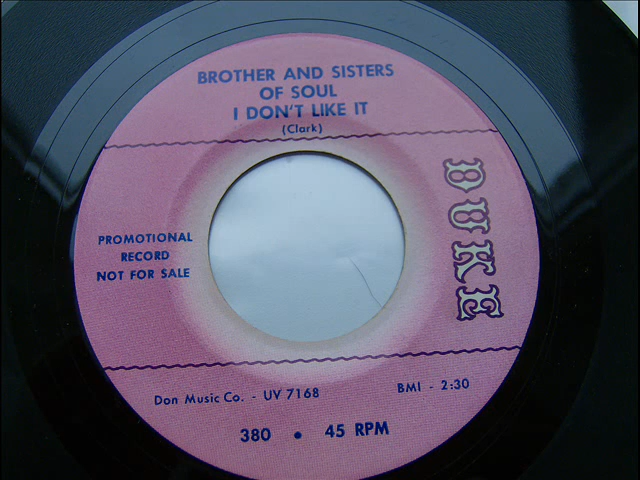 BROTHER AND SISTERS
OF SOUL
I DON'T LIKE IT
(Clark)
DUKE
PROMOTIONAL
RECORD
NOT FOR SALE
Don Music Co. - UV 7168
BMI - 2:30
380 • 45 RPM